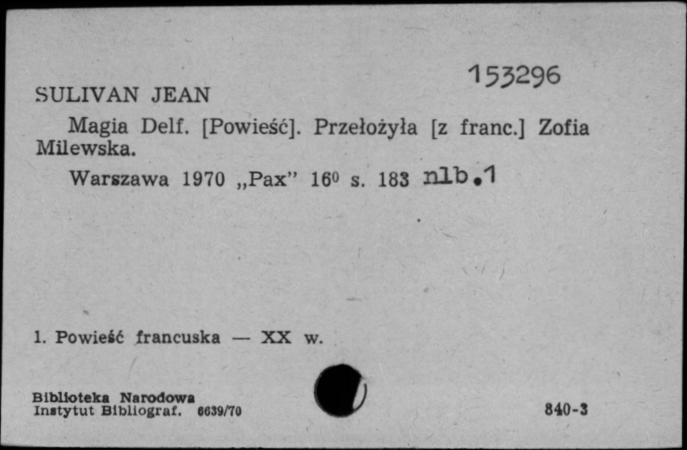 153296
SULIVAN JEAN
Magia Delf. [Powieść]. Przełożyła [z franc.] Zofia
Milewska.
Warszawa 1970 „Pax” 16⁰ s. 183 nlb.1
1. Powieść francuska — XX w.
Biblioteka Narodowa
Instytut Bibliograf. 6639/70
840-3